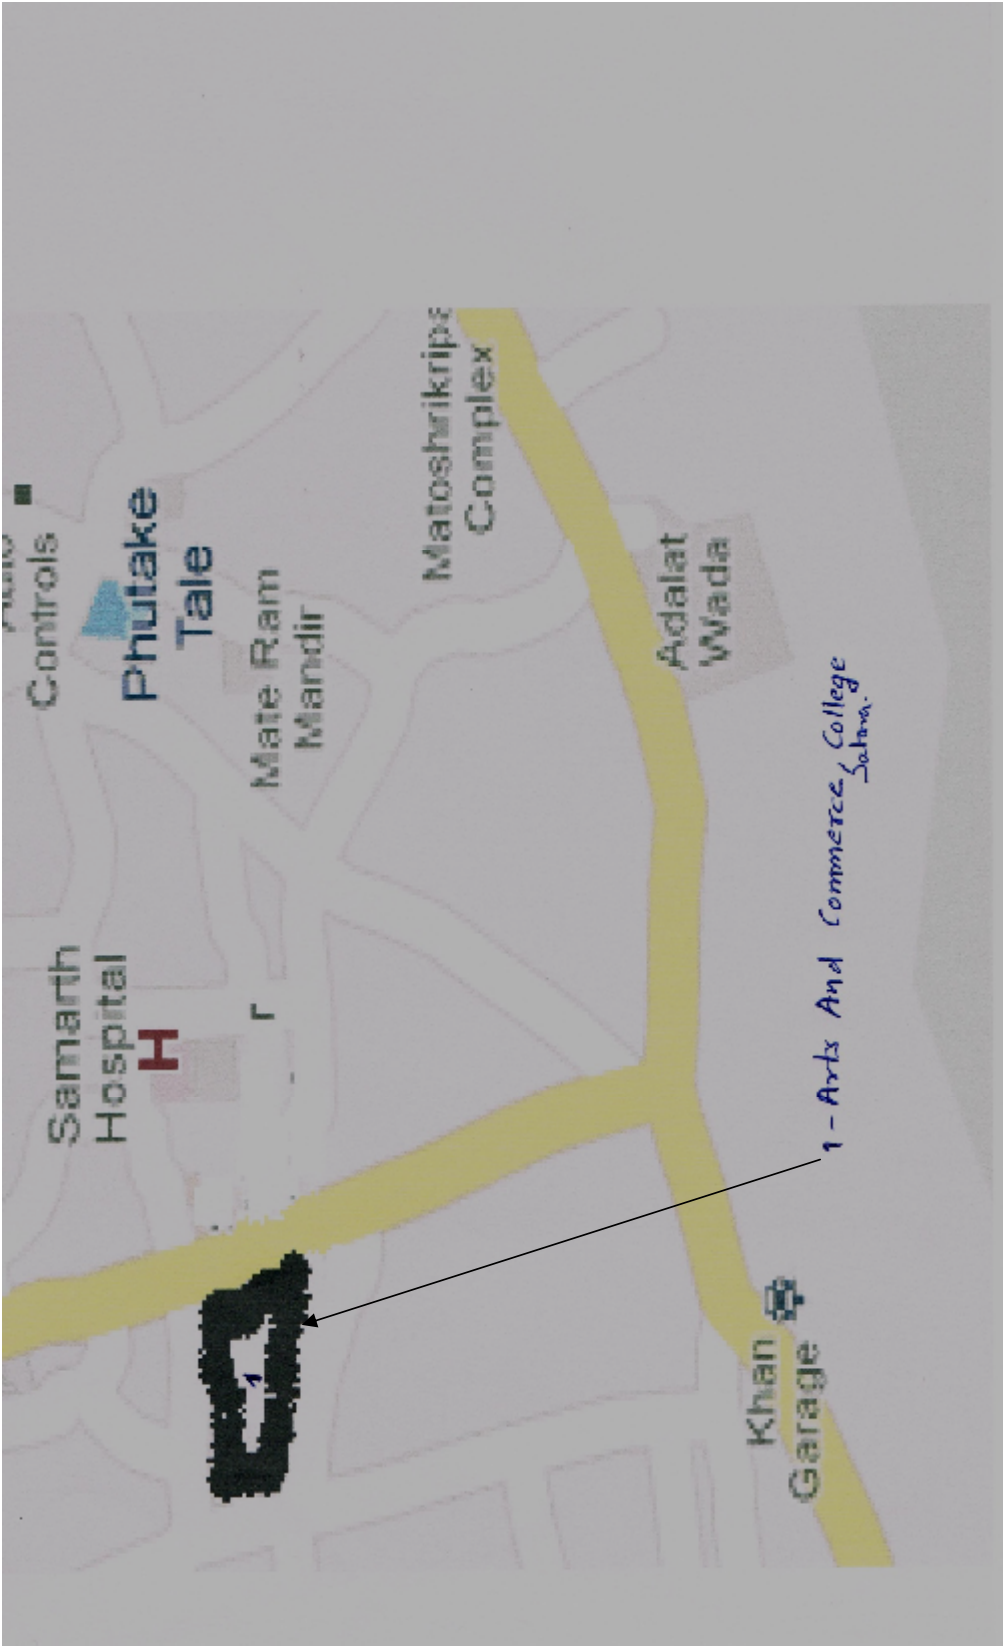 Controls
Phutake
Tale
Mate Ram
Mandir
Samarth
Hospital
H
r
Matoshrikripa
Complex
Adalat
Wada
Khan
Garage
1
1 - Arts And Commerce, College
Satara.